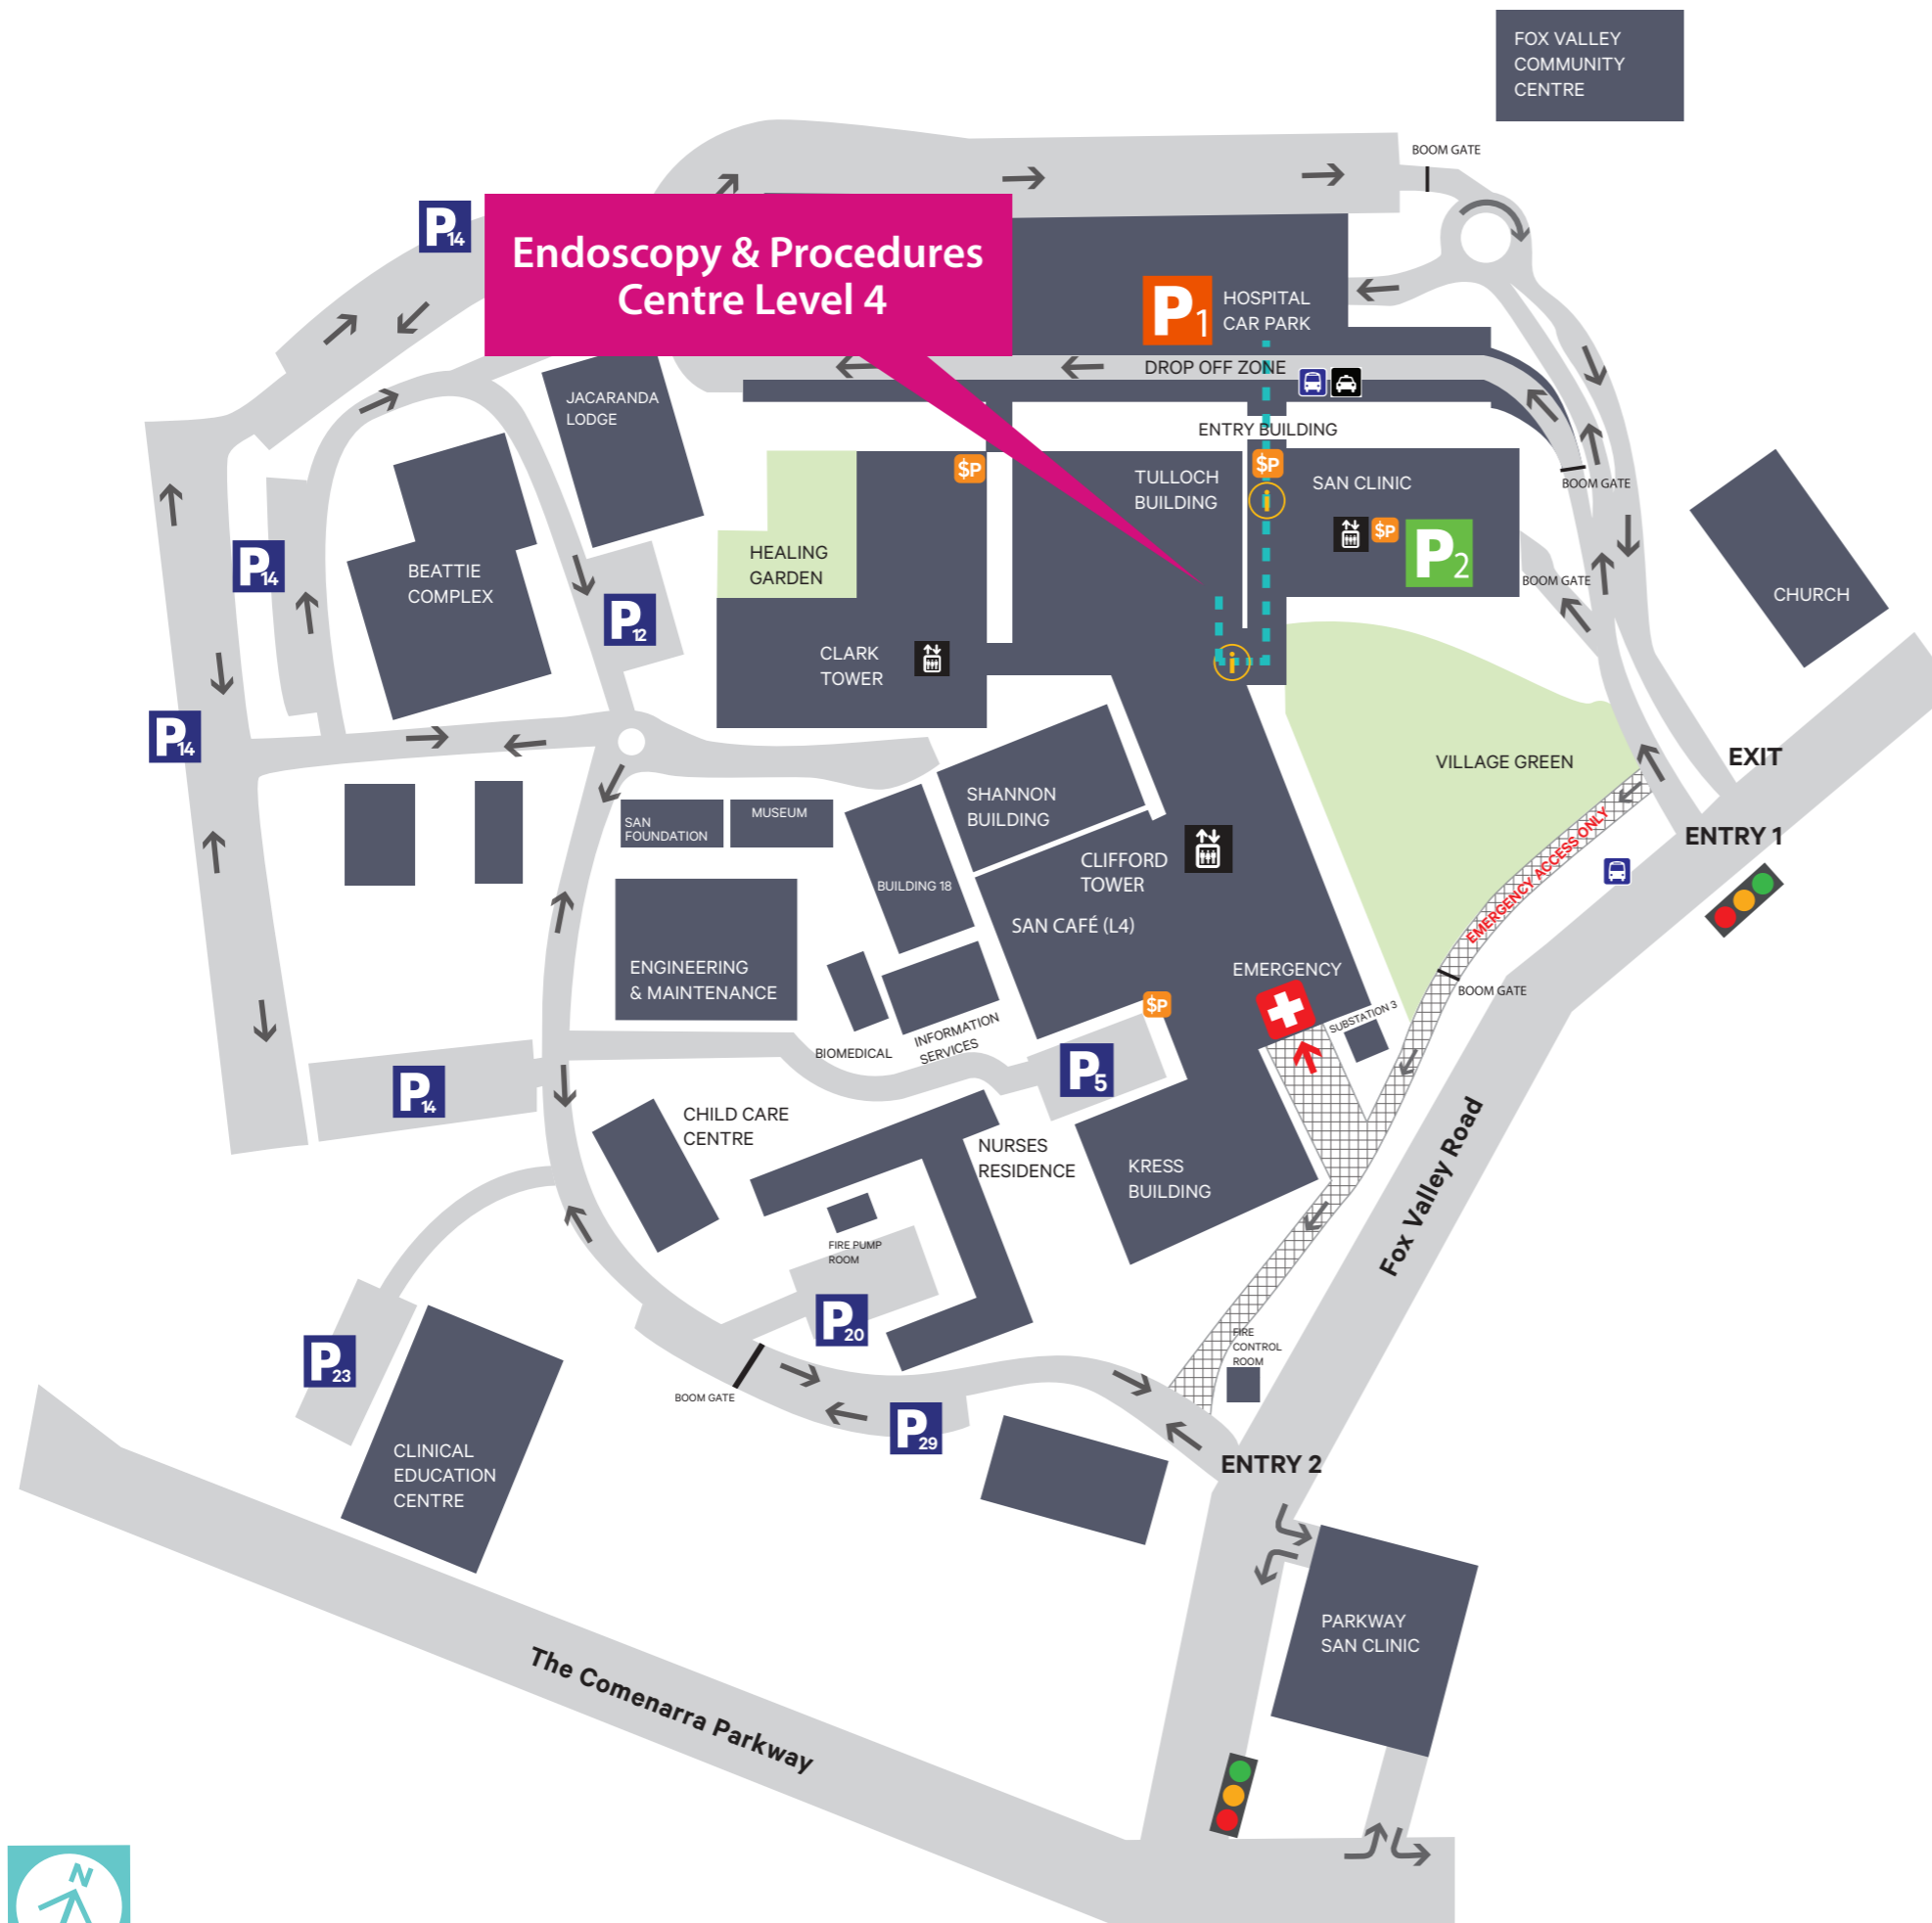 FOX VALLEY
COMMUNITY
CENTRE
BOOM GATE
P14
Endoscopy & Procedures
Centre Level 4
P1
HOSPITAL
CAR PARK
DROP OFF ZONE
JACARANDA
LODGE
ENTRY BUILDING
$P
$P
TULLOCH
BUILDING
i
SAN CLINIC
BOOM GATE
$P
P2
HEALING
GARDEN
P14
BEATTIE
COMPLEX
BOOM GATE
CHURCH
P12
CLARK
TOWER
i
P14
VILLAGE GREEN
EXIT
ENTRY 1
SHANNON
BUILDING
SAN
FOUNDATION
MUSEUM
EMERGENCY ACCESS ONLY
CLIFFORD
TOWER
BUILDING 18
SAN CAFÉ (L4)
ENGINEERING
& MAINTENANCE
EMERGENCY
BOOM GATE
$P
SUBSTATION 3
INFORMATION
SERVICES
BIOMEDICAL
P5
P14
CHILD CARE
CENTRE
NURSES
RESIDENCE
KRESS
BUILDING
Fox Valley Road
FIRE PUMP
ROOM
P20
FIRE
CONTROL
ROOM
P23
BOOM GATE
P29
CLINICAL
EDUCATION
CENTRE
ENTRY 2
PARKWAY
SAN CLINIC
The Comenarra Parkway
N